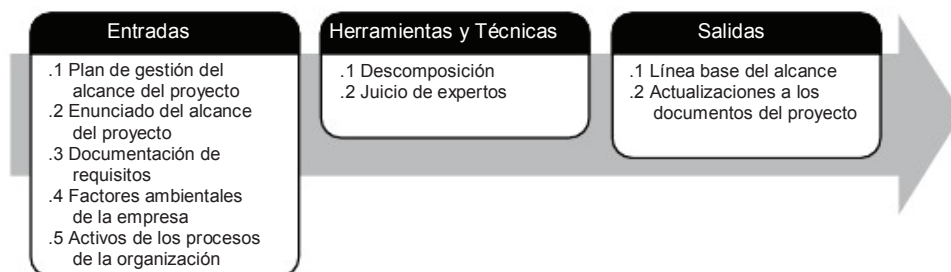 Entradas
.1 Plan de gestión del
alcance del proyecto
.2 Enunciado del alcance
del proyecto
.3 Documentación de
requisitos
.4 Factores ambientales
de la empresa
.5 Activos de los procesos
de la organización
Herramientas y Técnicas
.1 Descomposición
.2 Juicio de expertos
Salidas
.1 Línea base del alcance
.2 Actualizaciones a los
documentos del proyecto